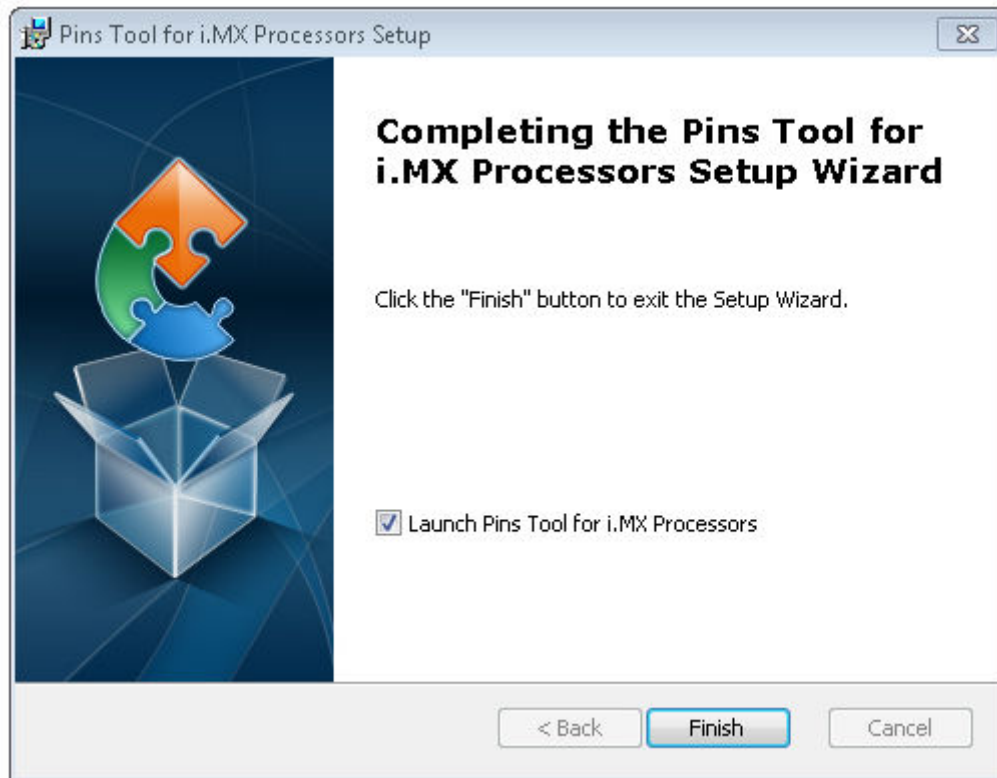 Pins Tool for i.MX Processors Setup
Completing the Pins Tool for
i.MX Processors Setup Wizard
Click the "Finish" button to exit the Setup Wizard.
Launch Pins Tool for i.MX Processors
< Back
Finish
Cancel